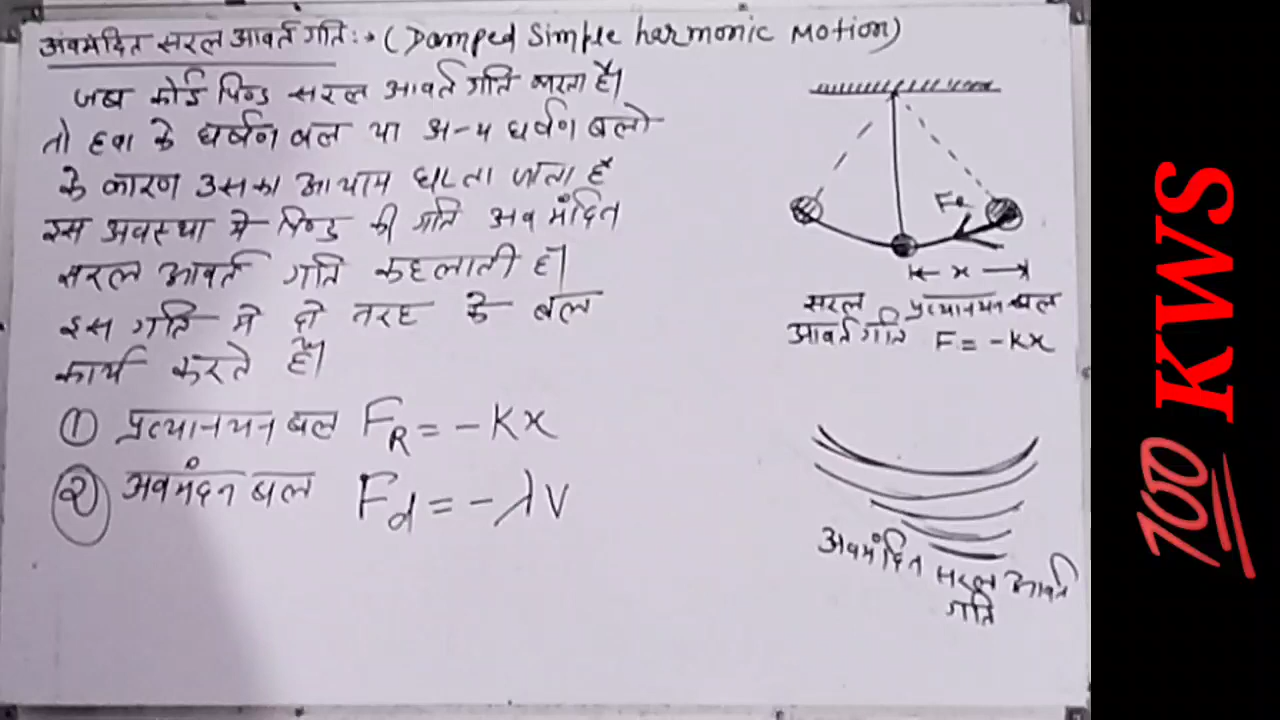 अवमंदित सरल आवर्त गति:- (Damped Simple harmonic Motion)
जब कोई पिन्ड सरल आवर्त गति करता है।
तो हवा के घर्षण बल या अन्य घर्षण बलो
के कारण उसका आयाम घटता जाता है
इस अवस्था मे पिन्ड की गति अवमंदित
सरल आवर्त गति कहलाती है।
इस गति मे दो तरह के बल
कार्य करते है।
① प्रत्यानयन बल F_R = -Kx
② अवमंदन बल F_d = -λv
← x →
सरल आवर्त गति
प्रत्यानयन बल
F = -Kx
अवमंदित सरल आवर्त
गति
100 KWS